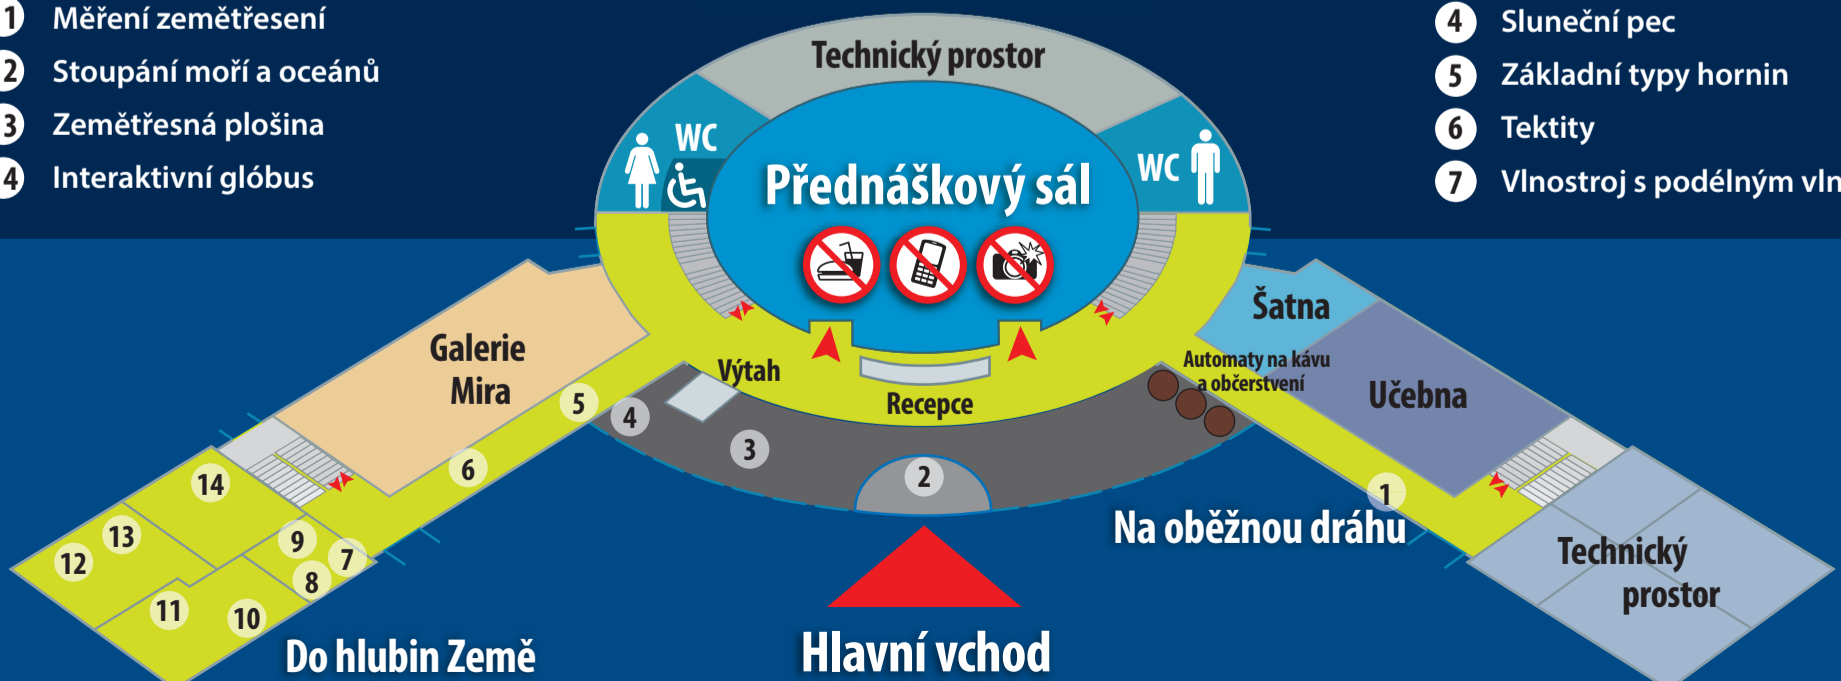 1 Měření zemětřesení
2 Stoupání moří a oceánů
3 Zemětřesná plošina
4 Interaktivní glóbus
4 Sluneční pec
5 Základní typy hornin
6 Tektity
7 Vlnostroj s podélným vln
Technický prostor
WC
WC
Přednáškový sál
Galerie
Mira
Výtah
Recepce
Šatna
Automaty na kávu
a občerstvení
Učebna
5
4
3
6
2
1
14
13
12
9
7
8
11
10
Na oběžnou dráhu
Technický
prostor
Do hlubin Země
Hlavní vchod